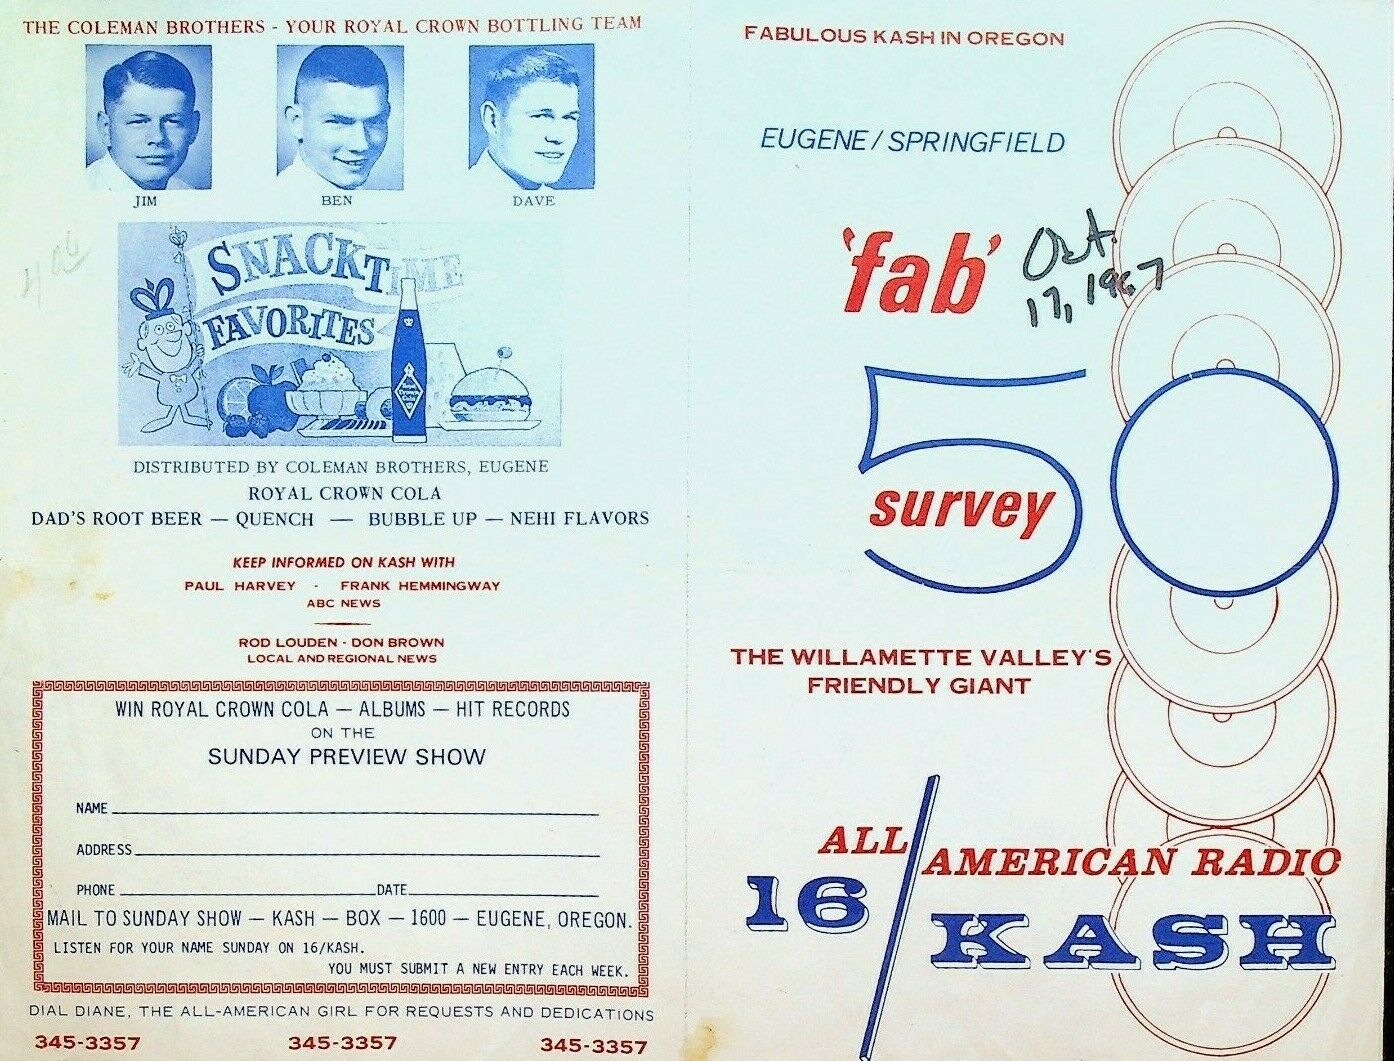 THE COLEMAN BROTHERS - YOUR ROYAL CROWN BOTTLING TEAM
JIM
BEN
DAVE
SNACKTIME
FAVORITES
DISTRIBUTED BY COLEMAN BROTHERS, EUGENE
ROYAL CROWN COLA
DAD'S ROOT BEER — QUENCH — BUBBLE UP — NEHI FLAVORS
KEEP INFORMED ON KASH WITH
PAUL HARVEY - FRANK HEMMINGWAY
ABC NEWS
ROD LOUDEN - DON BROWN
LOCAL AND REGIONAL NEWS
WIN ROYAL CROWN COLA — ALBUMS — HIT RECORDS
ON THE
SUNDAY PREVIEW SHOW
NAME
ADDRESS
PHONE DATE
MAIL TO SUNDAY SHOW — KASH — BOX — 1600 — EUGENE, OREGON.
LISTEN FOR YOUR NAME SUNDAY ON 16/KASH.
YOU MUST SUBMIT A NEW ENTRY EACH WEEK.
DIAL DIANE, THE ALL-AMERICAN GIRL FOR REQUESTS AND DEDICATIONS
345-3357 345-3357 345-3357
FABULOUS KASH IN OREGON
EUGENE/SPRINGFIELD
'fab'
Oct.
17, 1967
50
survey
THE WILLAMETTE VALLEY'S
FRIENDLY GIANT
ALL/AMERICAN RADIO
16/KASH